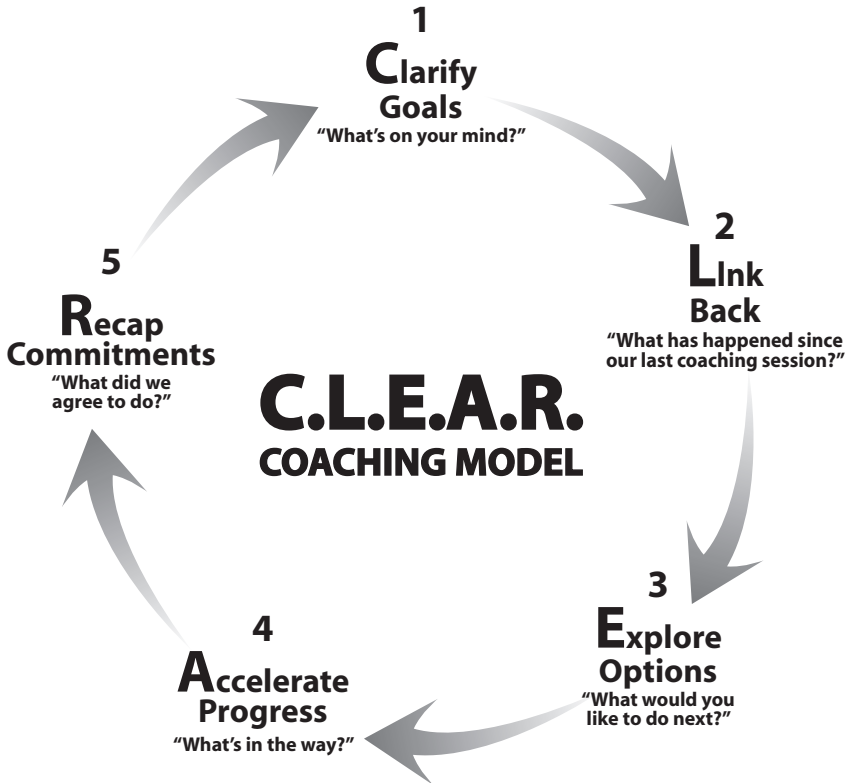 1
Clarify
Goals
“What’s on your mind?”
2
LInk
Back
“What has happened since
our last coaching session?”
3
Explore
Options
“What would you
like to do next?”
4
Accelerate
Progress
“What’s in the way?”
5
Recap
Commitments
“What did we
agree to do?”
C.L.E.A.R.
COACHING MODEL